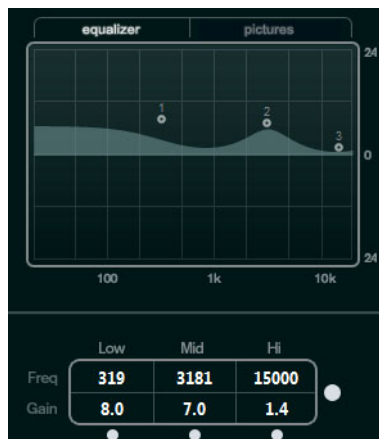 equalizer pictures
24
1 2 3
0
24
100 1k 10k
Low Mid Hi
Freq 319 3181 15000
Gain 8.0 7.0 1.4